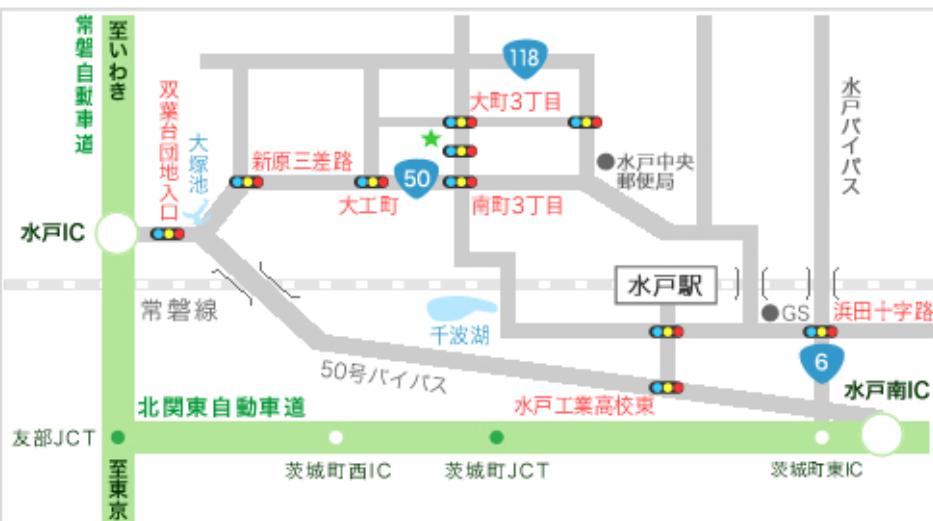 常磐自動車道
至いわき
双葉台団地入口
大塚池
新原三差路
118
大町3丁目
水戸バイパス
水戸中央
郵便局
50
大工町
南町3丁目
水戸IC
水戸駅
常磐線
千波湖
GS
浜田十字路
6
50号バイパス
水戸工業高校東
水戸南IC
北関東自動車道
友部JCT
茨城町西IC
茨城町JCT
茨城町東IC
至東京